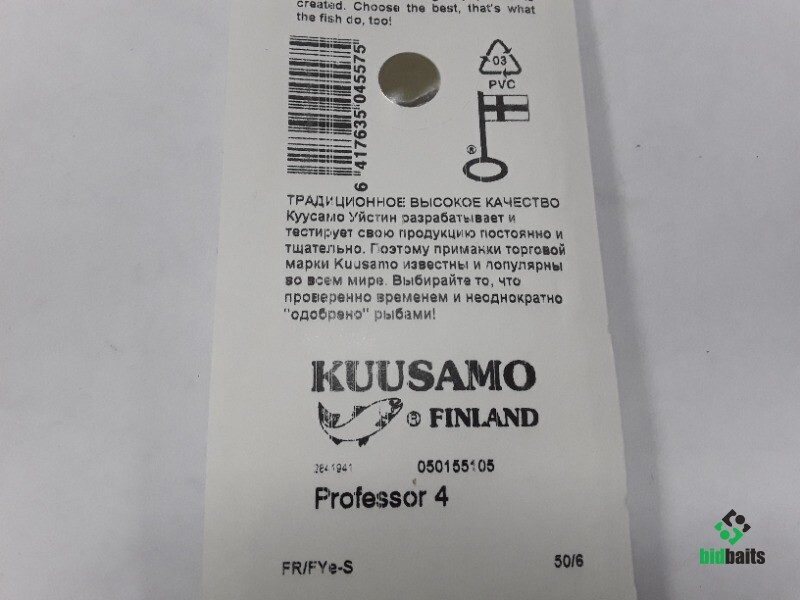 created. Choose the best, that's what
the fish do, too!
6 417635 045575
03
PVC
®
ТРАДИЦИОННОЕ ВЫСОКОЕ КАЧЕСТВО
Куусамо Уйстин разрабатывает и
тестирует свою продукцию постоянно и
тщательно. Поэтому приманки торговой
марки Kuusamo известны и популярны
во всем мире. Выбирайте то, что
проверенно временем и неоднократно
"одобрено" рыбами!
KUUSAMO
® FINLAND
2841941 050155105
Professor 4
FR/FYe-S 50/6
bidbaits